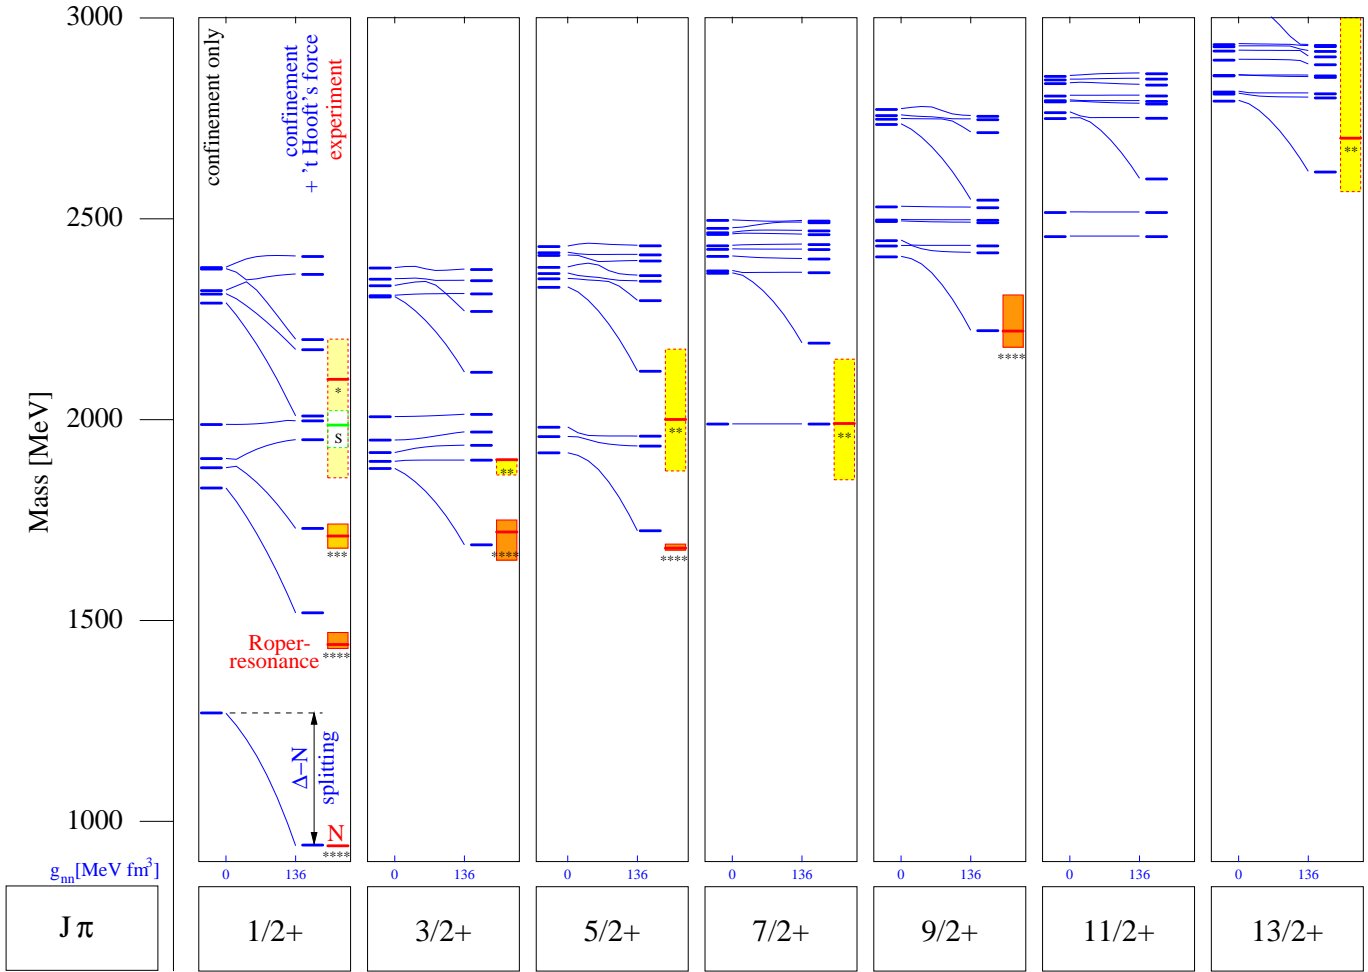 3000
2500
2000
1500
1000
Mass [MeV]
confinement only
confinement
+ 't Hooft's force
experiment
*
S
***
Roper-
resonance
****
Δ−N
splitting
N
****
**
****
**
****
**
****
**
g_nn[MeV fm^3]
0 136 0 136 0 136 0 136 0 136 0 136 0 136
J π 1/2+ 3/2+ 5/2+ 7/2+ 9/2+ 11/2+ 13/2+